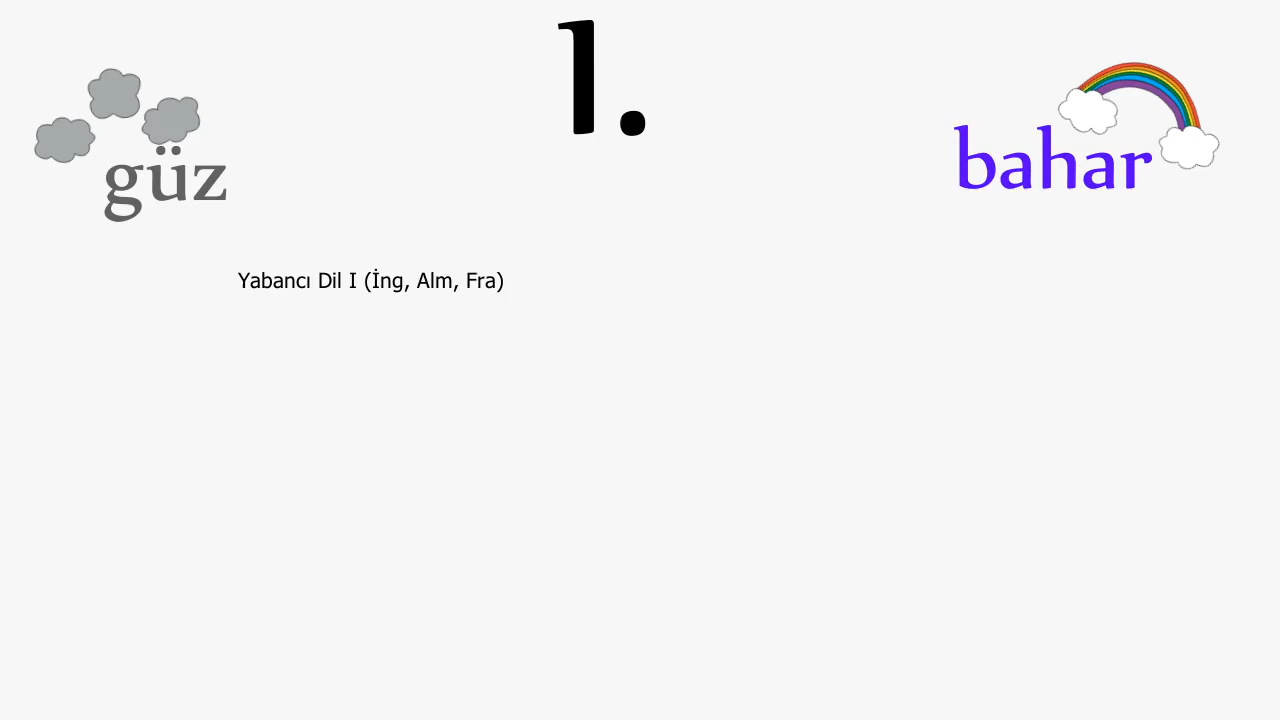 1.
güz
bahar
Yabancı Dil I (İng, Alm, Fra)